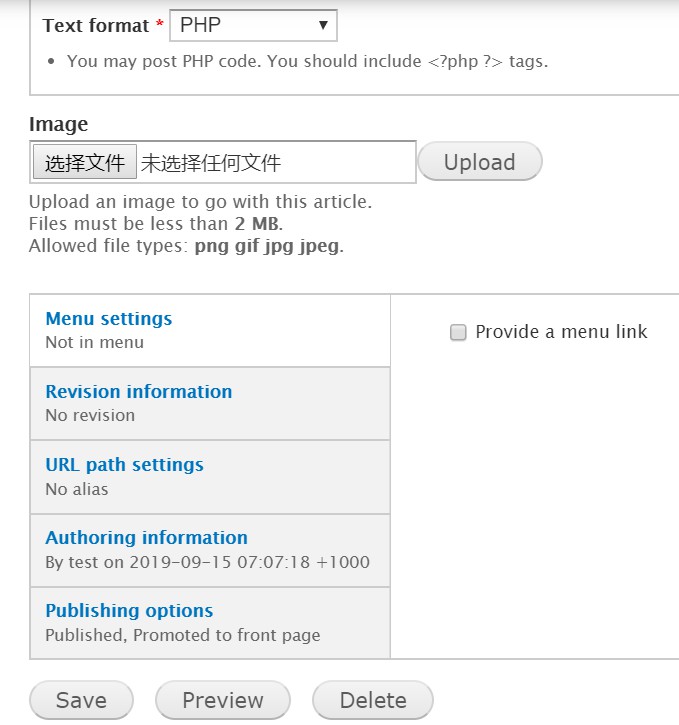 Text format * PHP
You may post PHP code. You should include <?php ?> tags.
Image
选择文件 未选择任何文件 Upload
Upload an image to go with this article.
Files must be less than 2 MB.
Allowed file types: png gif jpg jpeg.
Menu settings
Not in menu
Provide a menu link
Revision information
No revision
URL path settings
No alias
Authoring information
By test on 2019-09-15 07:07:18 +1000
Publishing options
Published, Promoted to front page
Save Preview Delete